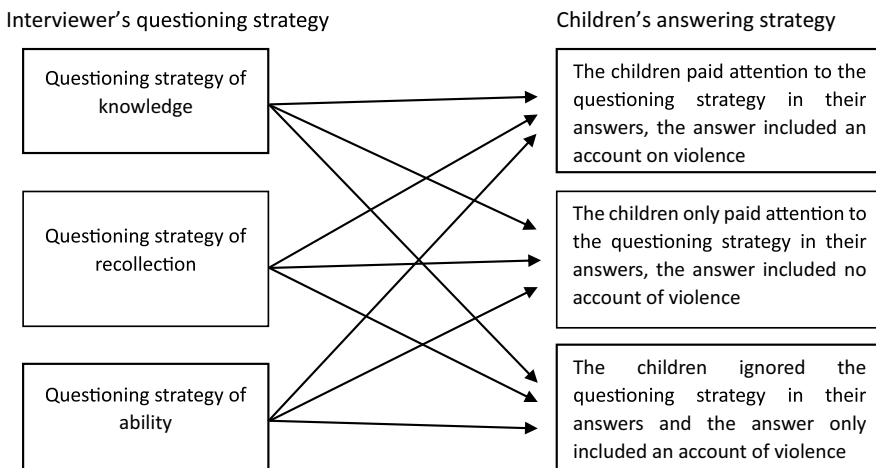 Interviewer’s questioning strategy
Children’s answering strategy
Questioning strategy of
knowledge
The children paid attention to the
questioning strategy in their
answers, the answer included an
account on violence
Questioning strategy of
recollection
The children only paid attention to
the questioning strategy in their
answers, the answer included no
account of violence
Questioning strategy of
ability
The children ignored the
questioning strategy in their
answers and the answer only
included an account of violence